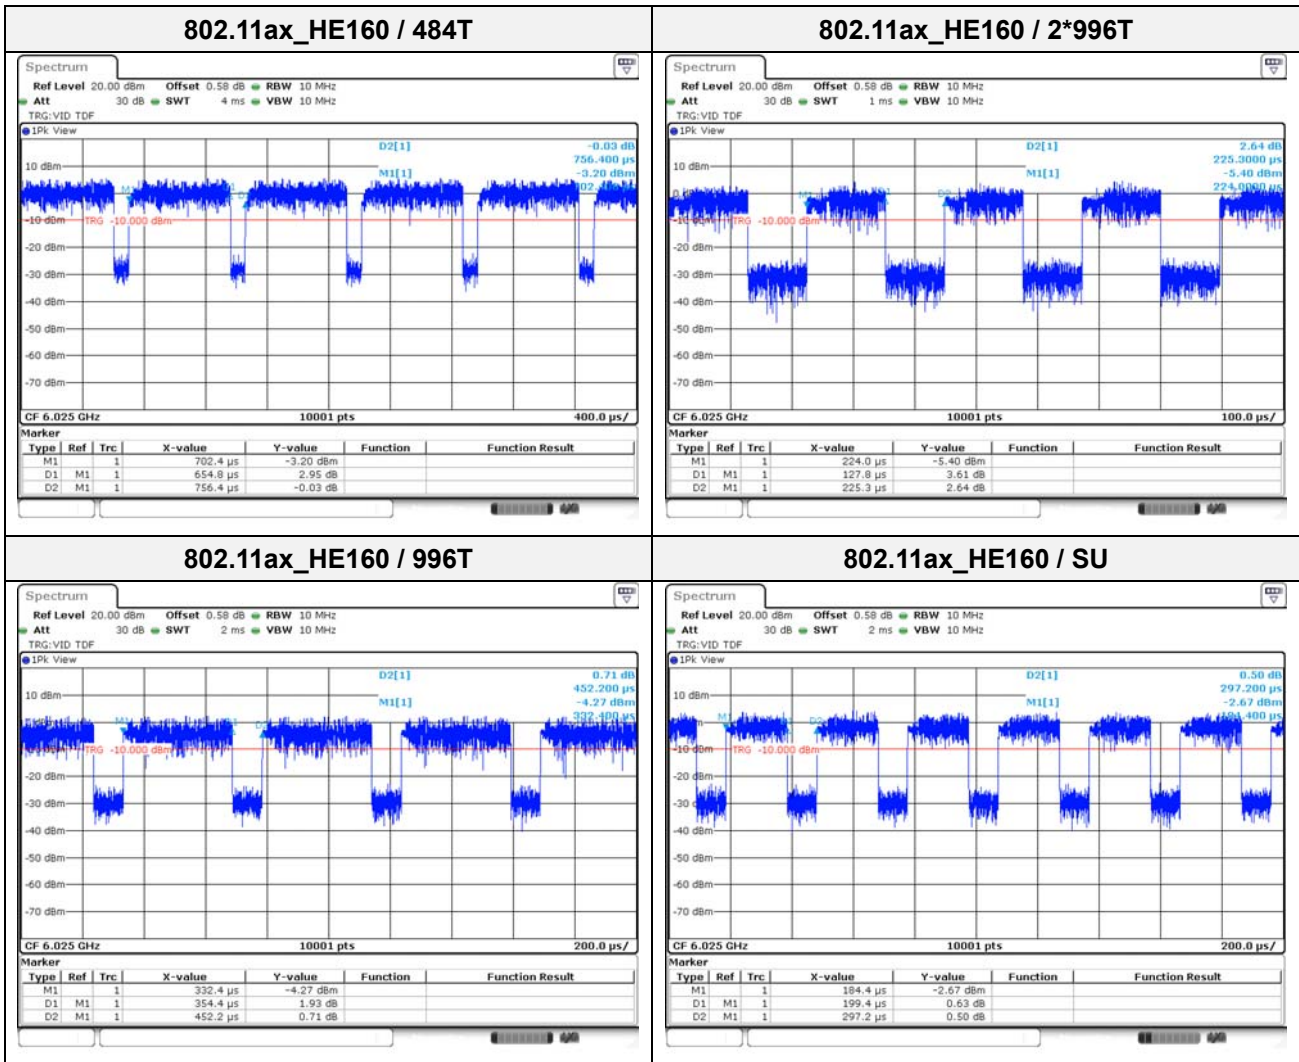 802.11ax_HE160 / 484T
Spectrum
Ref Level 20.00 dBm Offset 0.58 dB RBW 10 MHz
Att 30 dB SWT 4 ms VBW 10 MHz
TRG:VID TDF
1Pk View
D2[1] -0.03 dB
756.400 µs
10 dBm
M1[1] -3.20 dBm
M1
D2
-10 dBm
TRG -10.000 dBm
-20 dBm
-30 dBm
-40 dBm
-50 dBm
-60 dBm
-70 dBm
CF 6.025 GHz 10001 pts 400.0 µs/
Marker
Type Ref Trc X-value Y-value Function Function Result
M1 1 702.4 µs -3.20 dBm
D1 M1 1 654.8 µs 2.95 dB
D2 M1 1 756.4 µs -0.03 dB
802.11ax_HE160 / 2*996T
Spectrum
Ref Level 20.00 dBm Offset 0.58 dB RBW 10 MHz
Att 30 dB SWT 1 ms VBW 10 MHz
TRG:VID TDF
1Pk View
D2[1] 2.64 dB
225.3000 µs
10 dBm
M1[1] -5.40 dBm
224.0000 µs
M1
D1
D2
TRG -10.000 dBm
-20 dBm
-30 dBm
-40 dBm
-50 dBm
-60 dBm
-70 dBm
CF 6.025 GHz 10001 pts 100.0 µs/
Marker
Type Ref Trc X-value Y-value Function Function Result
M1 1 224.0 µs -5.40 dBm
D1 M1 1 127.8 µs 3.61 dB
D2 M1 1 225.3 µs 2.64 dB
802.11ax_HE160 / 996T
Spectrum
Ref Level 20.00 dBm Offset 0.58 dB RBW 10 MHz
Att 30 dB SWT 2 ms VBW 10 MHz
TRG:VID TDF
1Pk View
D2[1] 0.71 dB
452.200 µs
10 dBm
M1[1] -4.27 dBm
332.400 µs
M1
TRG -10.000 dBm
-20 dBm
-30 dBm
-40 dBm
-50 dBm
-60 dBm
-70 dBm
CF 6.025 GHz 10001 pts 200.0 µs/
Marker
Type Ref Trc X-value Y-value Function Function Result
M1 1 332.4 µs -4.27 dBm
D1 M1 1 354.4 µs 1.93 dB
D2 M1 1 452.2 µs 0.71 dB
802.11ax_HE160 / SU
Spectrum
Ref Level 20.00 dBm Offset 0.58 dB RBW 10 MHz
Att 30 dB SWT 2 ms VBW 10 MHz
TRG:VID TDF
1Pk View
D2[1] 0.50 dB
297.200 µs
10 dBm
M1[1] -2.67 dBm
184.400 µs
M1
D2
-10 dBm
TRG -10.000 dBm
-20 dBm
-40 dBm
-50 dBm
-60 dBm
-70 dBm
CF 6.025 GHz 10001 pts 200.0 µs/
Marker
Type Ref Trc X-value Y-value Function Function Result
M1 1 184.4 µs -2.67 dBm
D1 M1 1 199.4 µs 0.63 dB
D2 M1 1 297.2 µs 0.50 dB